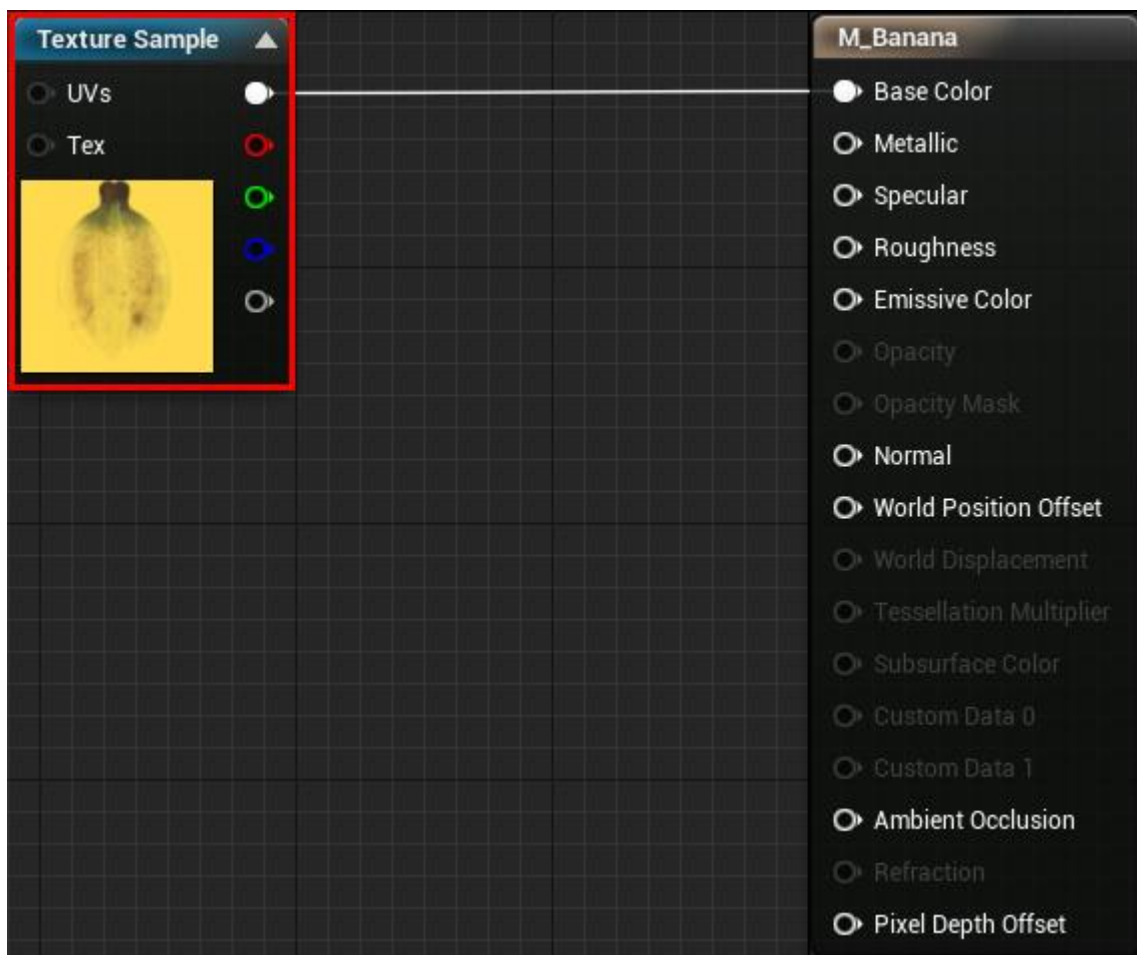 Texture Sample
UVs
Tex
M_Banana
Base Color
Metallic
Specular
Roughness
Emissive Color
Opacity
Opacity Mask
Normal
World Position Offset
World Displacement
Tessellation Multiplier
Subsurface Color
Custom Data 0
Custom Data 1
Ambient Occlusion
Refraction
Pixel Depth Offset